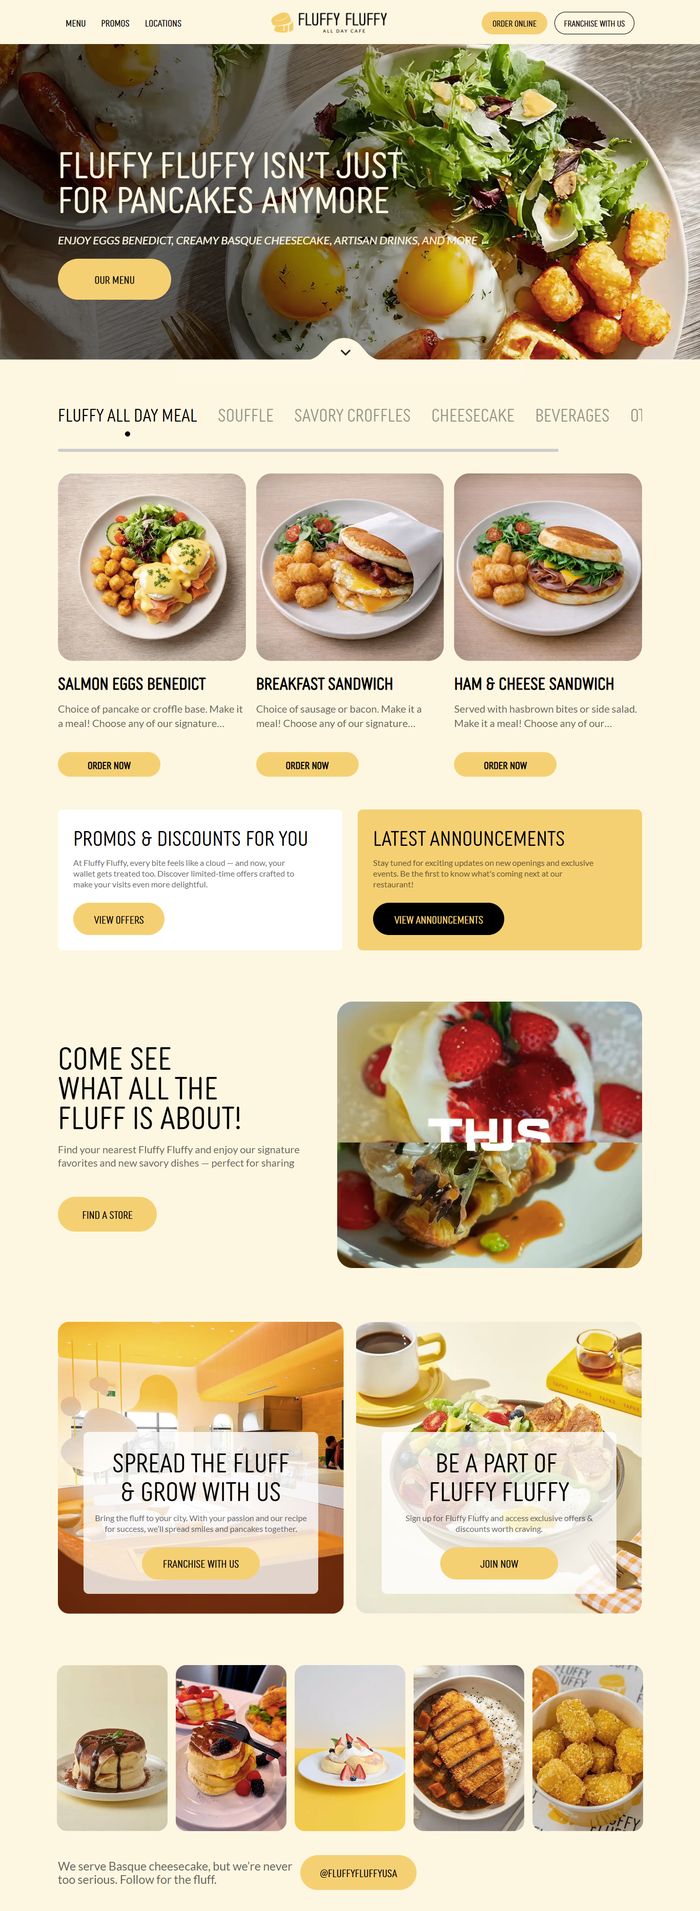 MENU PROMOS LOCATIONS
FLUFFY FLUFFY
ALL DAY CAFE
ORDER ONLINE
FRANCHISE WITH US
FLUFFY FLUFFY ISN'T JUST
FOR PANCAKES ANYMORE
ENJOY EGGS BENEDICT, CREAMY BASQUE CHEESECAKE, ARTISAN DRINKS, AND MORE
OUR MENU
FLUFFY ALL DAY MEAL SOUFFLE SAVORY CROFFLES CHEESECAKE BEVERAGES
SALMON EGGS BENEDICT
Choice of pancake or croffle base. Make it
a meal! Choose any of our signature...
ORDER NOW
BREAKFAST SANDWICH
Choice of sausage or bacon. Make it a
meal! Choose any of our signature...
ORDER NOW
HAM & CHEESE SANDWICH
Served with hasbrown bites or side salad.
Make it a meal! Choose any of our...
ORDER NOW
PROMOS & DISCOUNTS FOR YOU
At Fluffy Fluffy, every bite feels like a cloud — and now, your
wallet gets treated too. Discover limited-time offers crafted to
make your visits even more delightful.
VIEW OFFERS
LATEST ANNOUNCEMENTS
Stay tuned for exciting updates on new openings and exclusive
events. Be the first to know what's coming next at our
restaurant!
VIEW ANNOUNCEMENTS
COME SEE
WHAT ALL THE
FLUFF IS ABOUT!
Find your nearest Fluffy Fluffy and enjoy our signature
favorites and new savory dishes — perfect for sharing
FIND A STORE
THIS
SPREAD THE FLUFF
& GROW WITH US
Bring the fluff to your city. With your passion and our recipe
for success, we'll spread smiles and pancakes together.
FRANCHISE WITH US
TAPAS TAPAS TAPAS
BE A PART OF
FLUFFY FLUFFY
Sign up for Fluffy Fluffy and access exclusive offers &
discounts worth craving.
JOIN NOW
FLUFFY
We serve Basque cheesecake, but we're never
too serious. Follow for the fluff.
@FLUFFYFLUFFYUSA